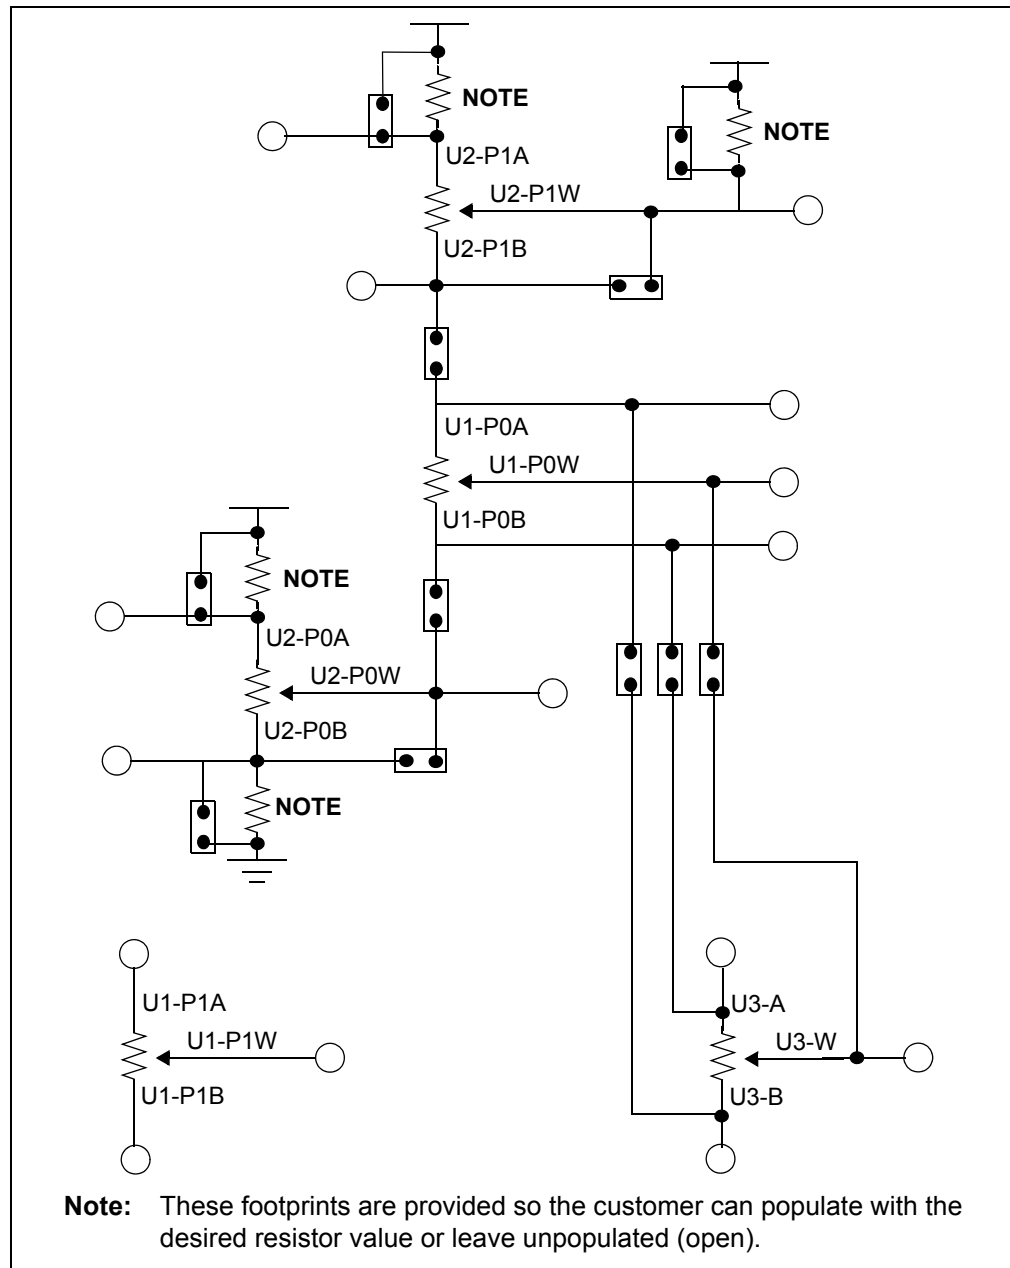 NOTE
NOTE
U2-P1A
U2-P1W
U2-P1B
U1-P0A
U1-P0W
U1-P0B
NOTE
U2-P0A
U2-P0W
U2-P0B
NOTE
U1-P1A
U1-P1W
U1-P1B
U3-A
U3-W
U3-B
Note: These footprints are provided so the customer can populate with the
desired resistor value or leave unpopulated (open).